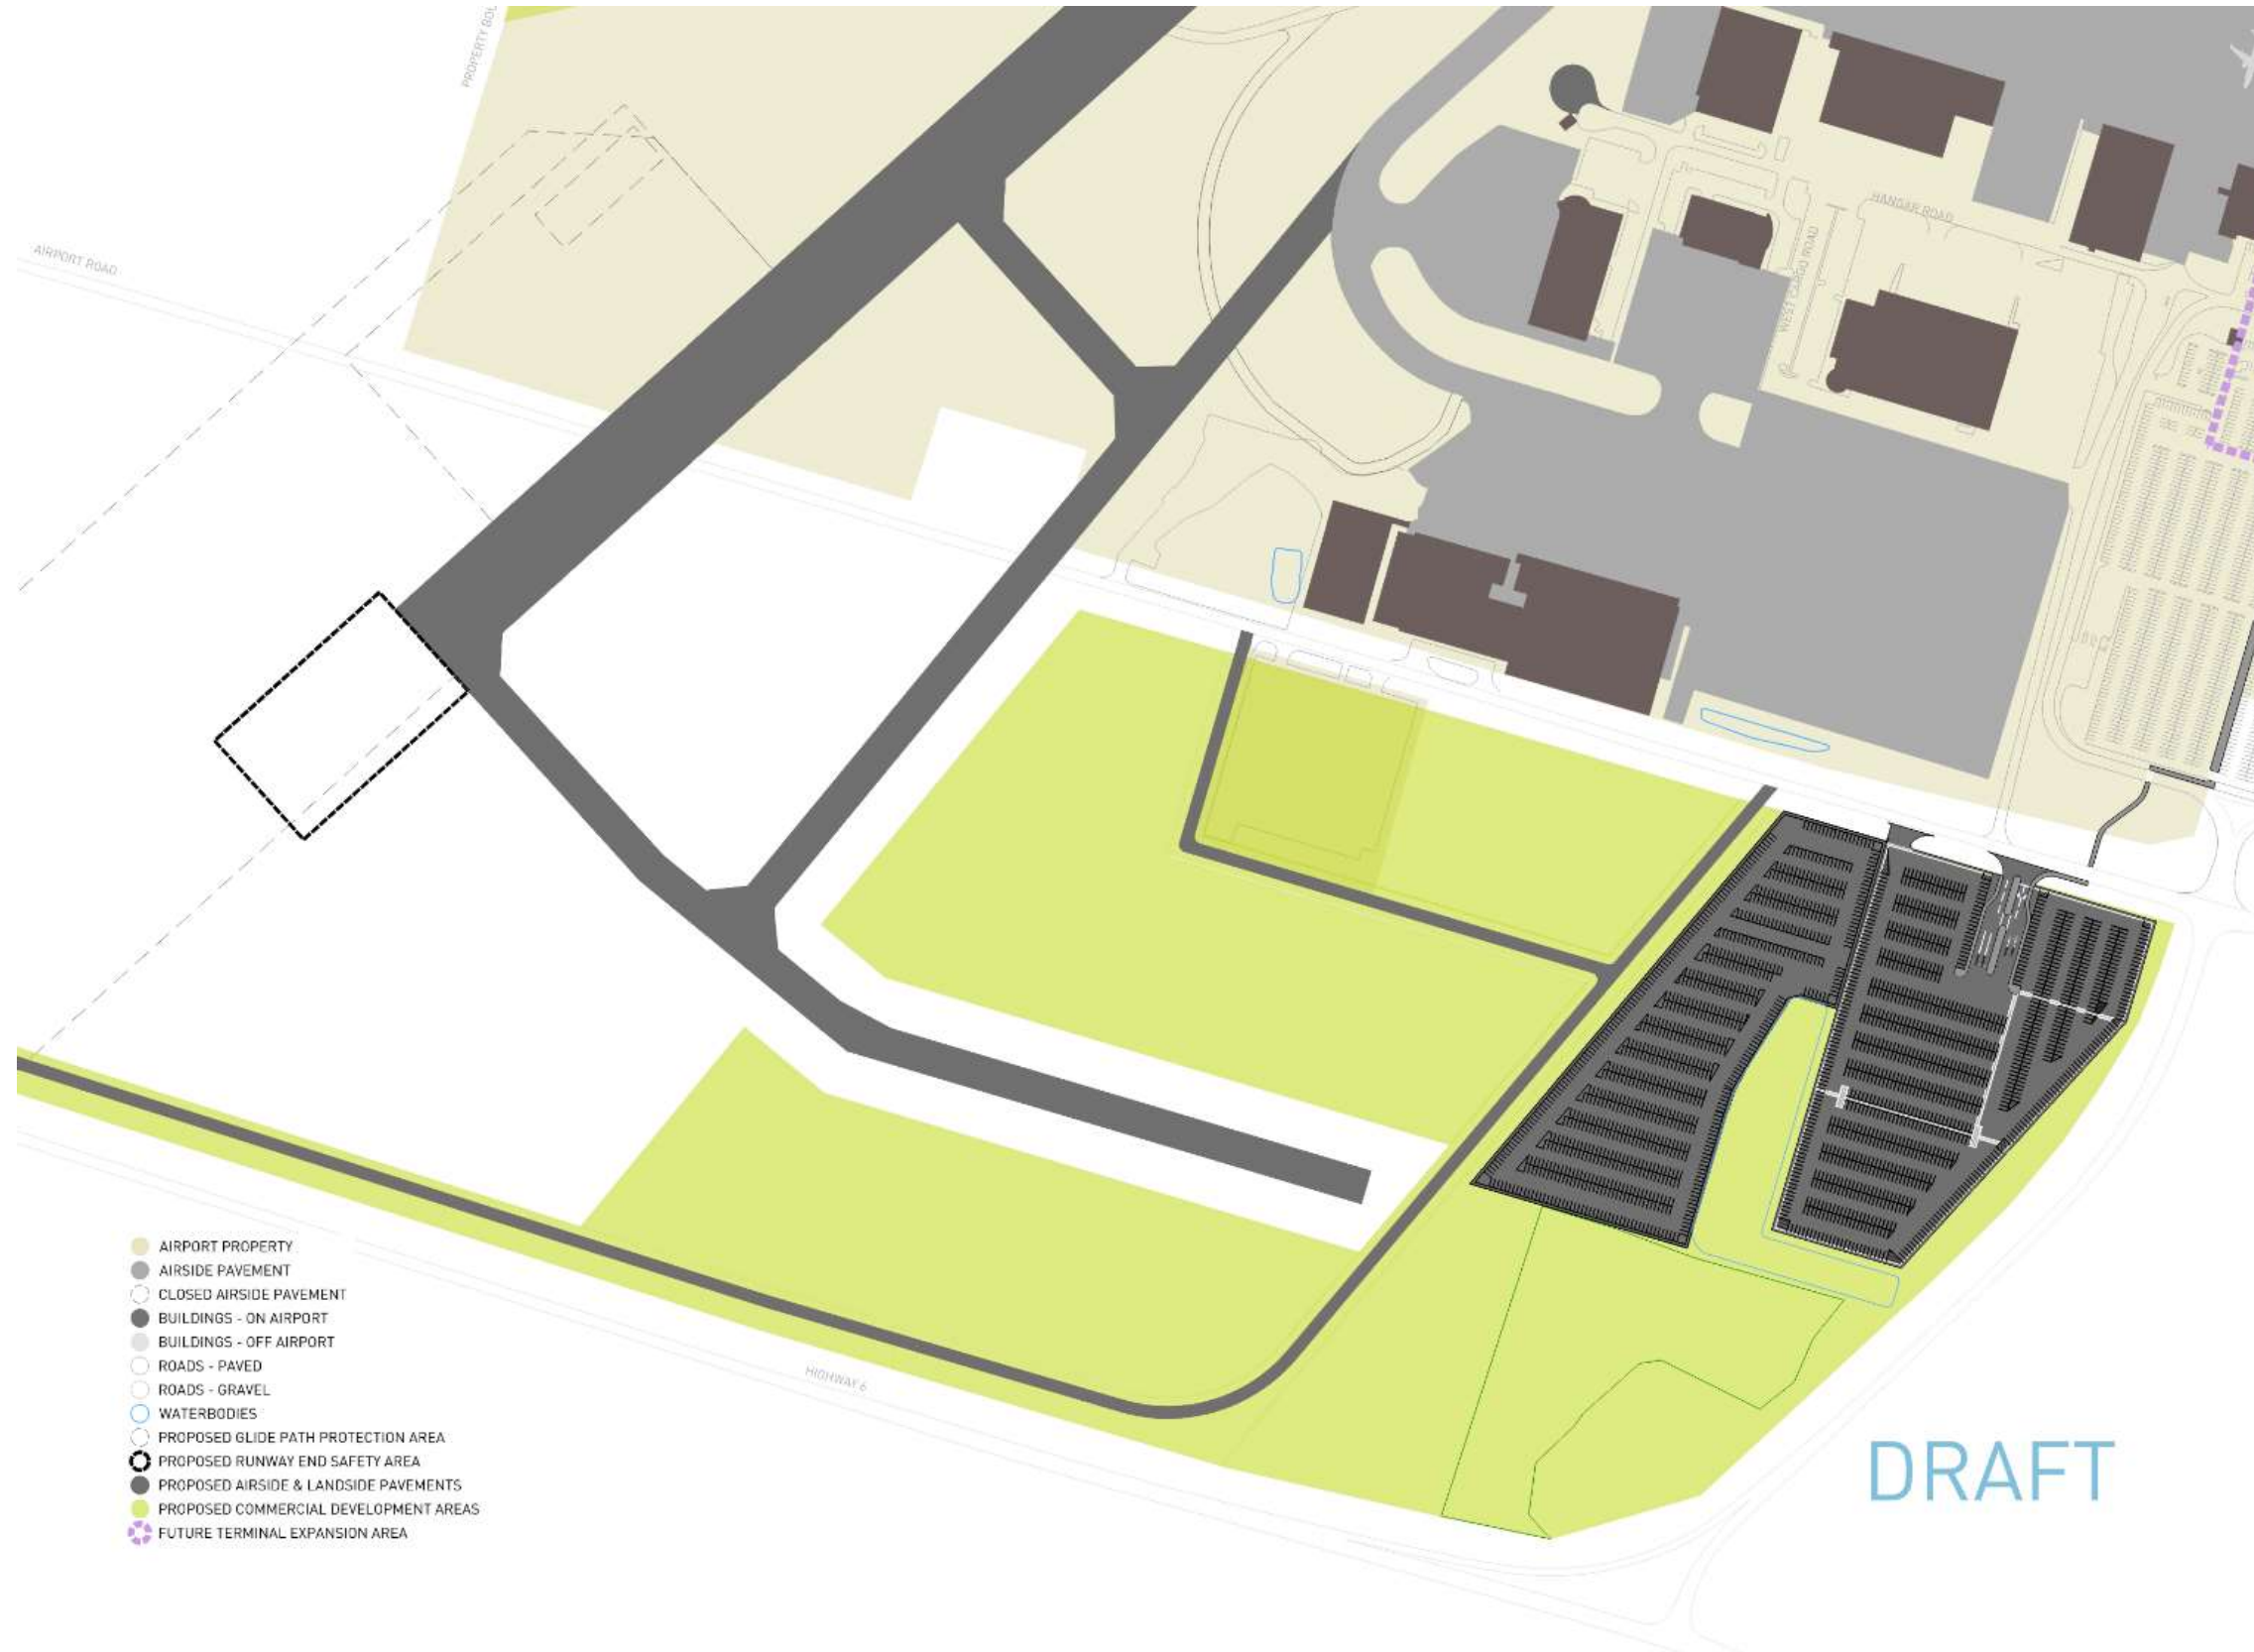 PROPERTY
AIRPORT ROAD
HANGAR ROAD
WEST CARGO ROAD
AIRPORT PROPERTY
AIRSIDE PAVEMENT
CLOSED AIRSIDE PAVEMENT
BUILDINGS - ON AIRPORT
BUILDINGS - OFF AIRPORT
ROADS - PAVED
ROADS - GRAVEL
WATERBODIES
PROPOSED GLIDE PATH PROTECTION AREA
PROPOSED RUNWAY END SAFETY AREA
PROPOSED AIRSIDE & LANDSIDE PAVEMENTS
PROPOSED COMMERCIAL DEVELOPMENT AREAS
FUTURE TERMINAL EXPANSION AREA
HIGHWAY 6
DRAFT